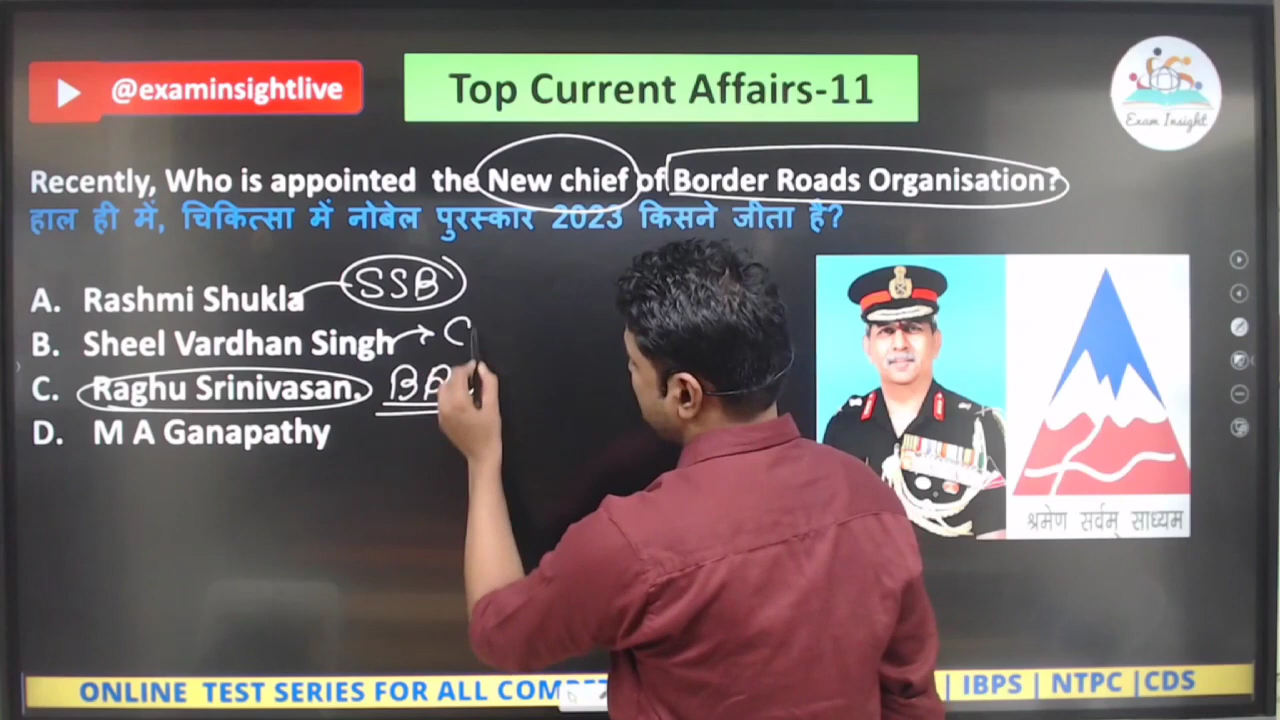 @examinsightlive
Top Current Affairs-11
Exam Insight
Recently, Who is appointed the New chief of Border Roads Organisation?
हाल ही में, चिकित्सा में नोबेल पुरस्कार 2023 किसने जीता है?
A. Rashmi Shukla SSB
B. Sheel Vardhan Singh C
C. Raghu Srinivasan.
D. M A Ganapathy
श्रमेण सर्वम् साध्यम
ONLINE TEST SERIES FOR ALL | IBPS | NTPC |CDS